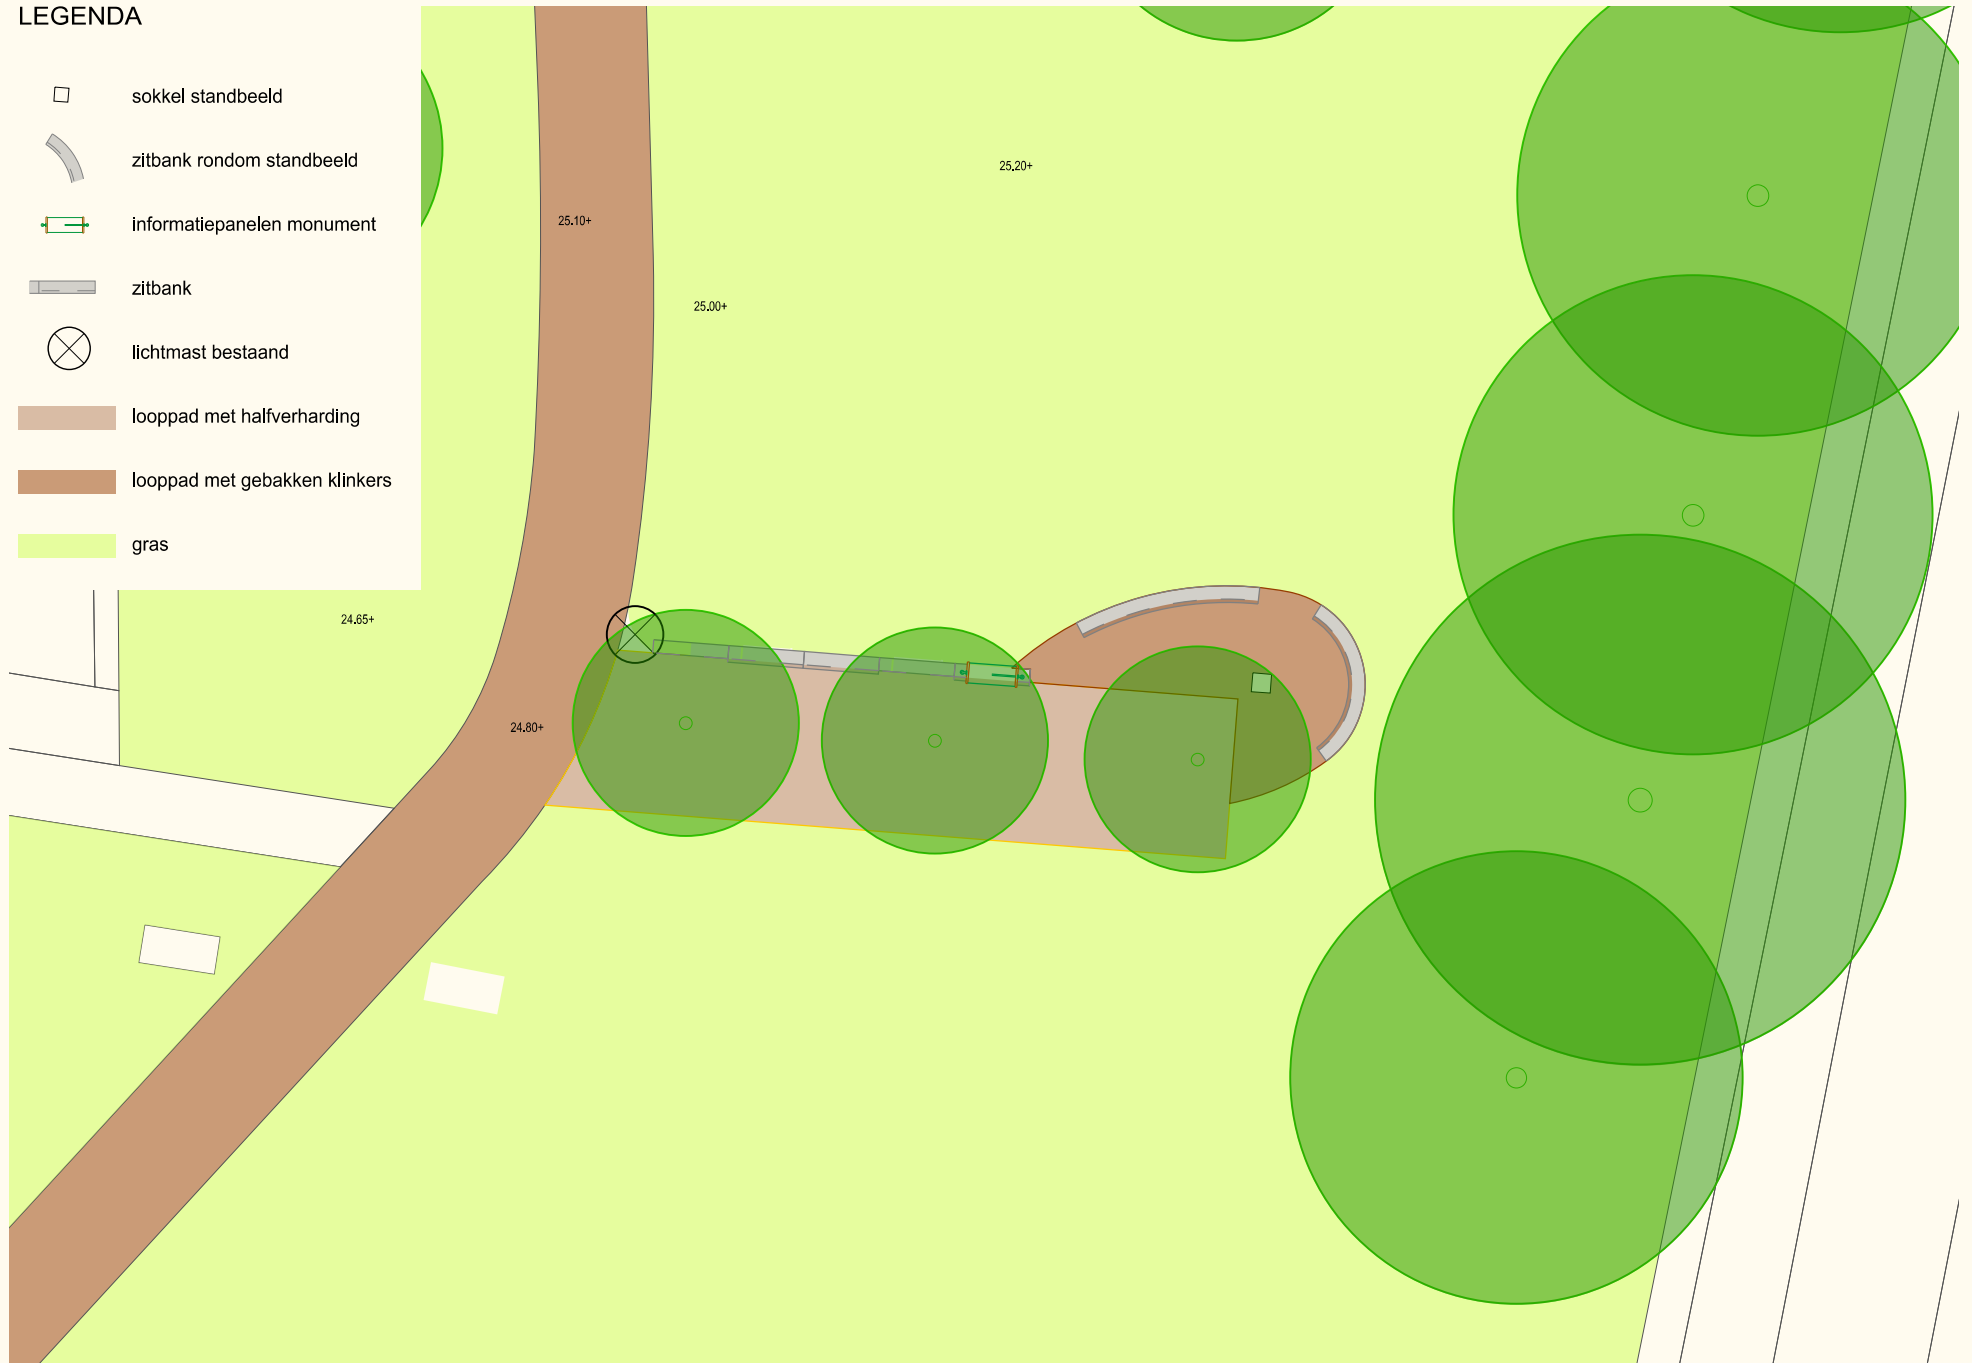 LEGENDA
sokkel standbeeld
zitbank rondom standbeeld
informatiepanelen monument
zitbank
lichtmast bestaand
looppad met halfverharding
looppad met gebakken klinkers
gras
25.20+
25.10+
25.00+
24.65+
24.80+